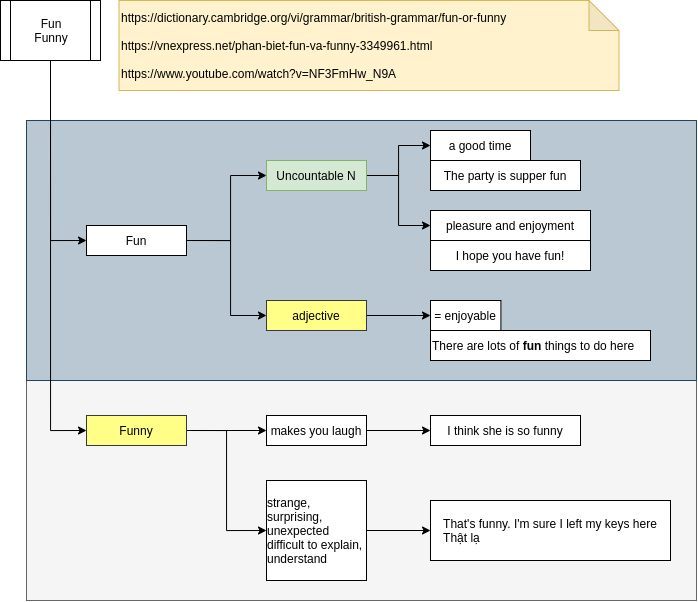 Fun
Funny
https://dictionary.cambridge.org/vi/grammar/british-grammar/fun-or-funny
https://vnexpress.net/phan-biet-fun-va-funny-3349961.html
https://www.youtube.com/watch?v=NF3FmHw_N9A
Fun
Uncountable N
a good time
The party is supper fun
pleasure and enjoyment
I hope you have fun!
adjective
= enjoyable
There are lots of fun things to do here
Funny
makes you laugh
I think she is so funny
strange,
surprising,
unexpected
difficult to explain,
understand
That's funny. I'm sure I left my keys here
Thật lạ